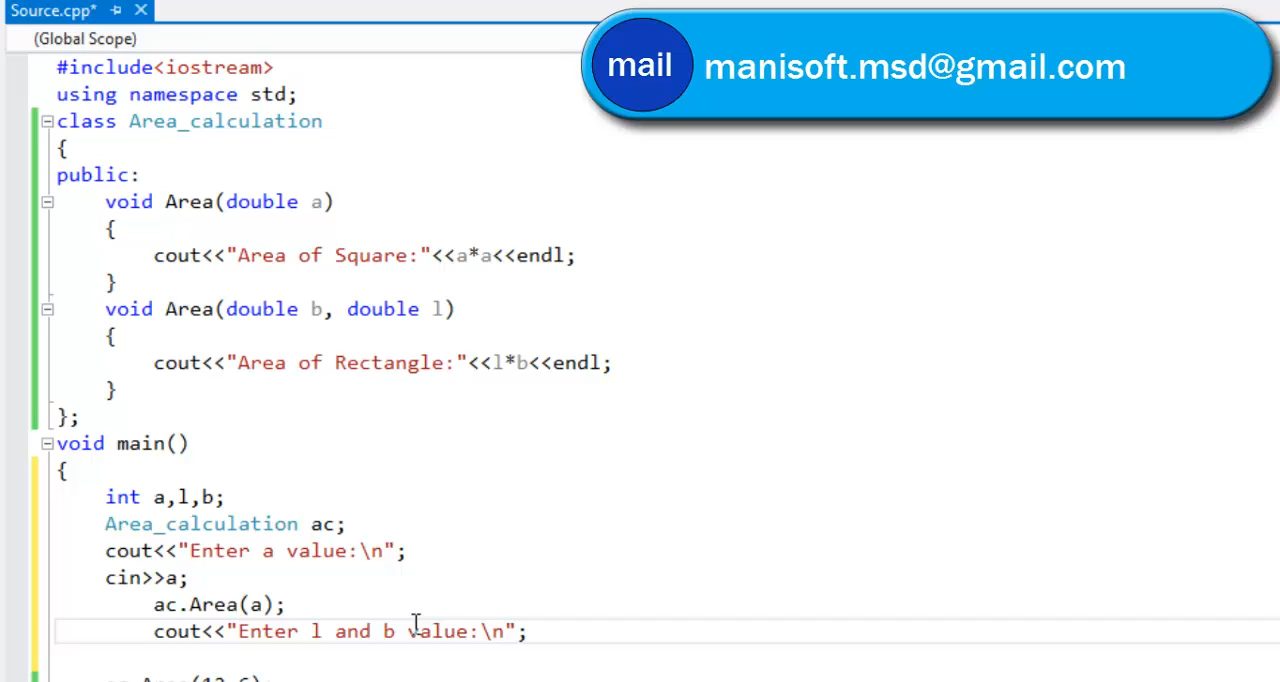 Source.cpp*
(Global Scope)
mail manisoft.msd@gmail.com
#include<iostream>
using namespace std;
class Area_calculation
{
public:
void Area(double a)
{
cout<<"Area of Square:"<<a*a<<endl;
}
void Area(double b, double l)
{
cout<<"Area of Rectangle:"<<l*b<<endl;
}
};
void main()
{
int a,l,b;
Area_calculation ac;
cout<<"Enter a value:\n";
cin>>a;
ac.Area(a);
cout<<"Enter l and b value:\n";